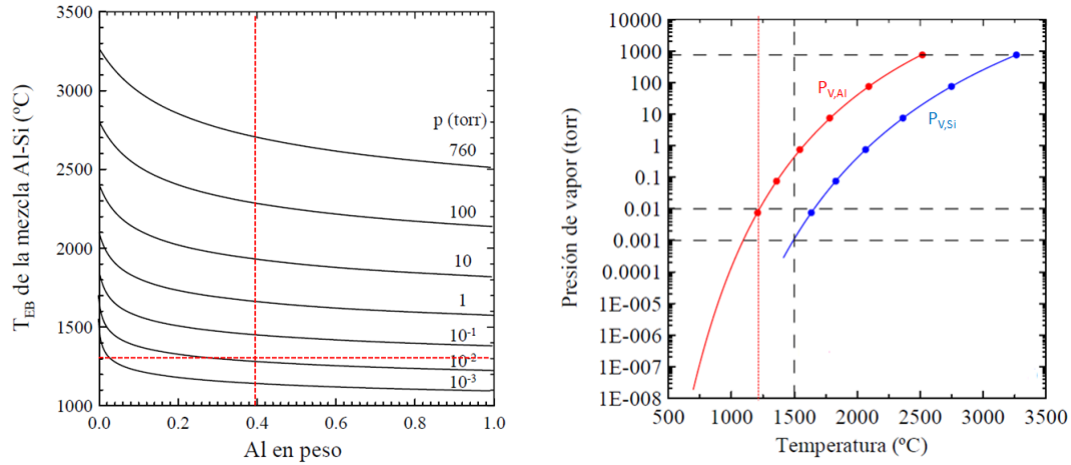 3500
3000
2500
2000
1500
1000
T_EB de la mezcla Al-Si (ºC)
p (torr)
760
100
10
1
10^-1
10^-2
10^-3
0.0 0.2 0.4 0.6 0.8 1.0
Al en peso
10000
1000
100
10
1
0.1
0.01
0.001
0.0001
1E-005
1E-006
1E-007
1E-008
Presión de vapor (torr)
P_V,Al
P_V,Si
500 1000 1500 2000 2500 3000 3500
Temperatura (ºC)